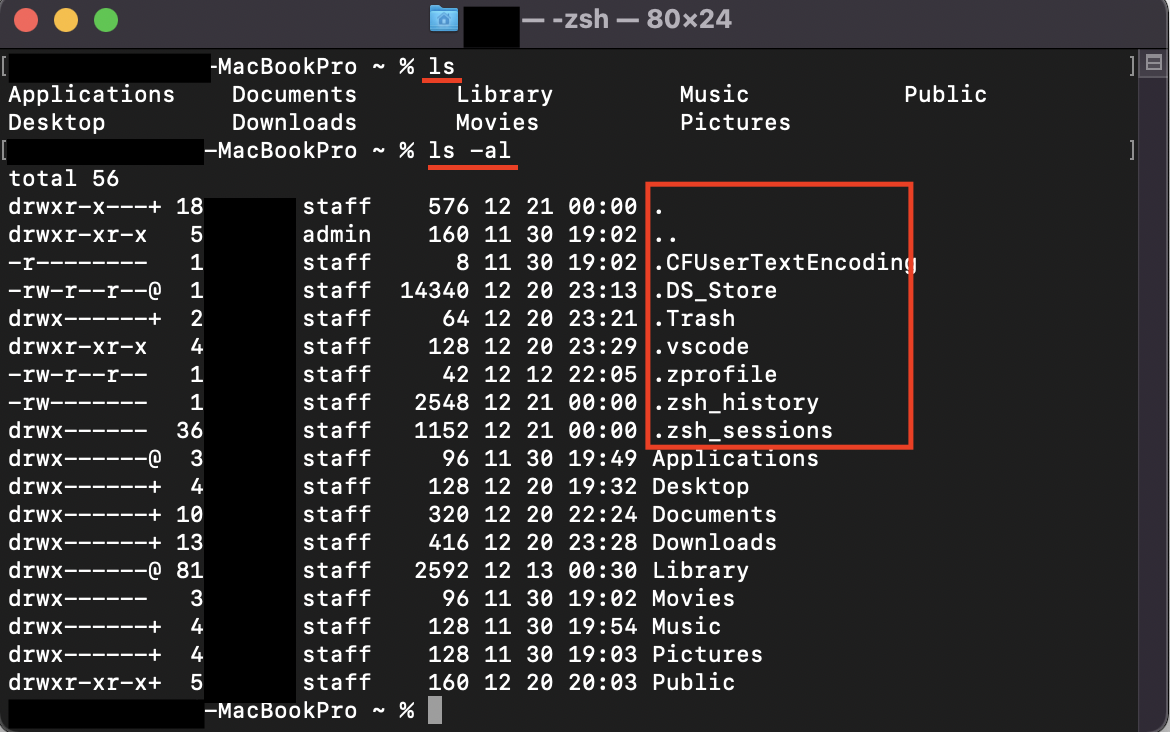 — -zsh — 80×24
[-MacBookPro ~ % ls ]
Applications Documents Library Music Public
Desktop Downloads Movies Pictures
[-MacBookPro ~ % ls -al ]
total 56
drwxr-x---+ 18 staff 576 12 21 00:00 .
drwxr-xr-x 5 admin 160 11 30 19:02 ..
-r-------- 1 staff 8 11 30 19:02 .CFUserTextEncoding
-rw-r--r--@ 1 staff 14340 12 20 23:13 .DS_Store
drwx------+ 2 staff 64 12 20 23:21 .Trash
drwxr-xr-x 4 staff 128 12 20 23:29 .vscode
-rw-r--r-- 1 staff 42 12 12 22:05 .zprofile
-rw------- 1 staff 2548 12 21 00:00 .zsh_history
drwx------ 36 staff 1152 12 21 00:00 .zsh_sessions
drwx------@ 3 staff 96 11 30 19:49 Applications
drwx------+ 4 staff 128 12 20 19:32 Desktop
drwx------+ 10 staff 320 12 20 22:24 Documents
drwx------+ 13 staff 416 12 20 23:28 Downloads
drwx------@ 81 staff 2592 12 13 00:30 Library
drwx------ 3 staff 96 11 30 19:02 Movies
drwx------+ 4 staff 128 11 30 19:54 Music
drwx------+ 4 staff 128 11 30 19:03 Pictures
drwxr-xr-x+ 5 staff 160 12 20 20:03 Public
-MacBookPro ~ %